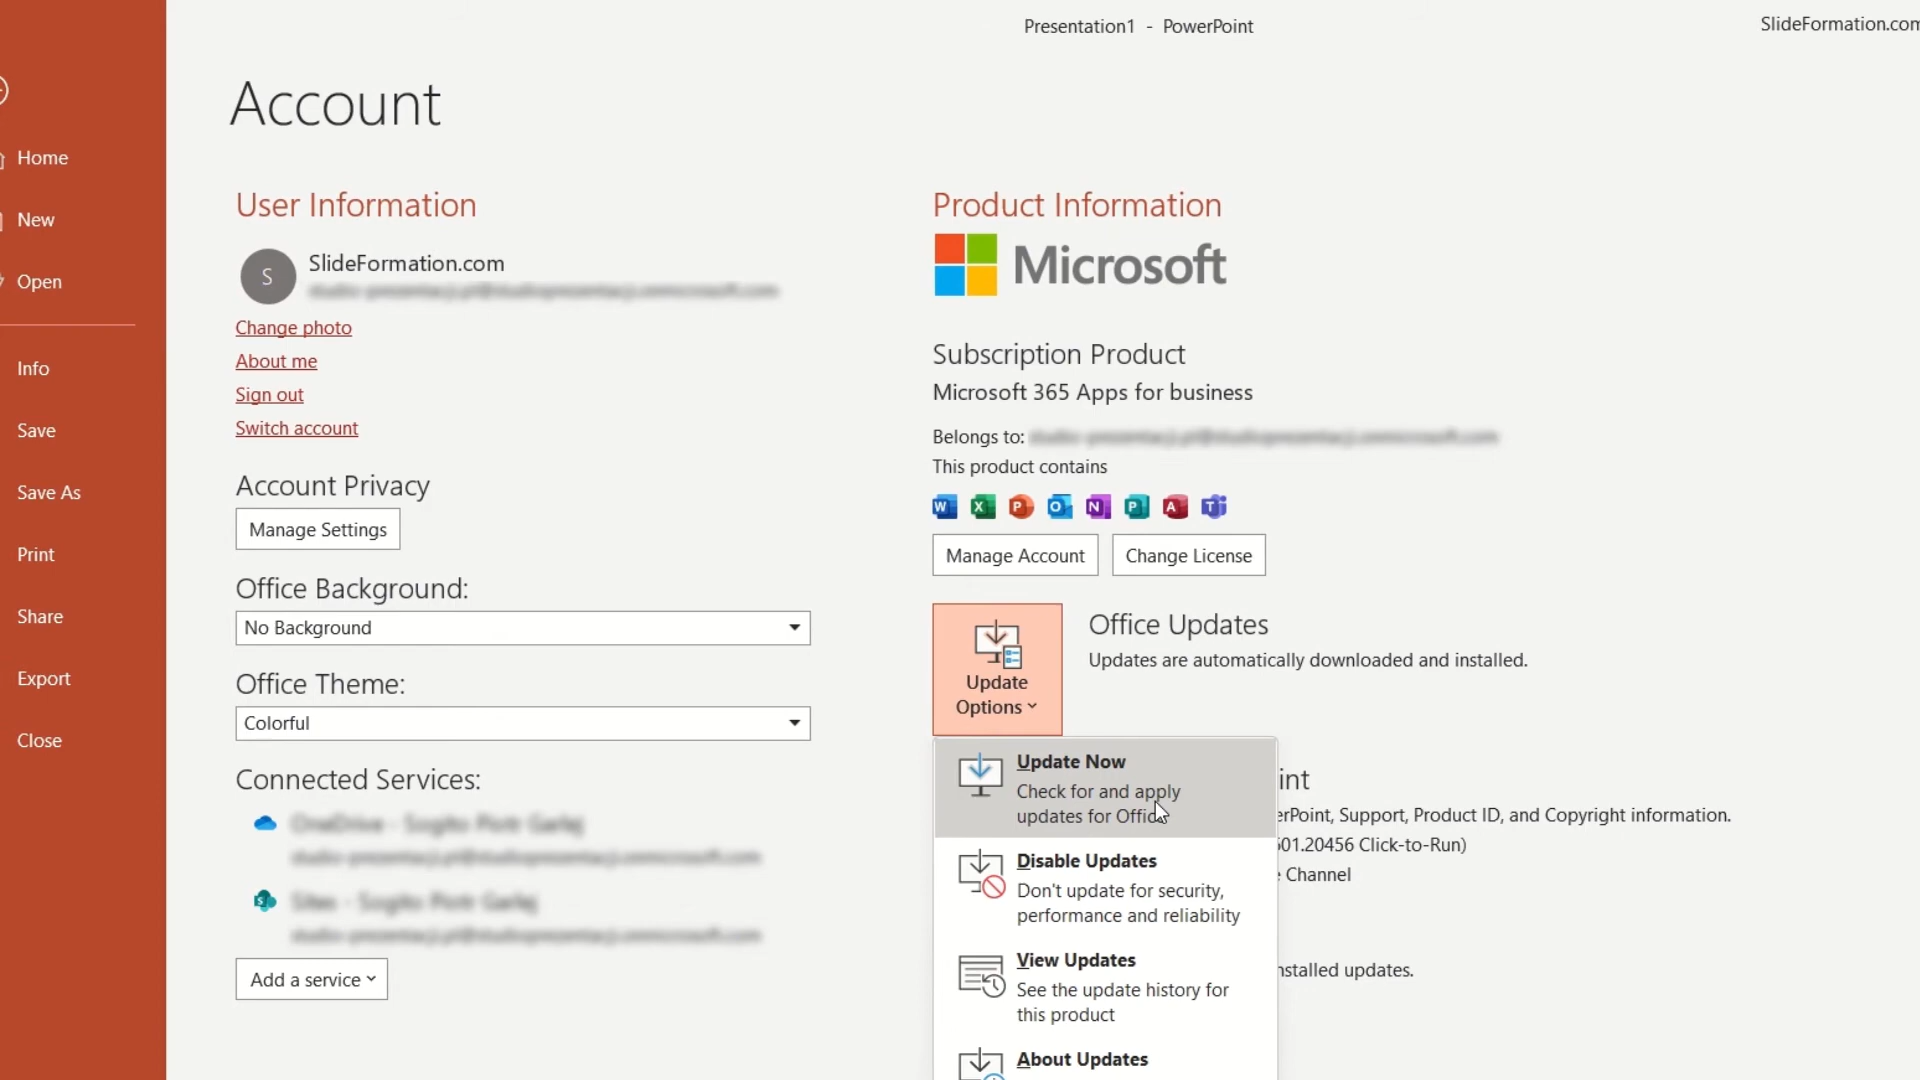 Presentation1 - PowerPoint
SlideFormation.com
Account
Home
New
Open
Info
Save
Save As
Print
Share
Export
Close
User Information
S
SlideFormation.com
Change photo
About me
Sign out
Switch account
Account Privacy
Manage Settings
Office Background:
No Background
Office Theme:
Colorful
Connected Services:
Add a service
Product Information
Microsoft
Subscription Product
Microsoft 365 Apps for business
Belongs to:
This product contains
W X P O N P A T
Manage Account
Change License
Update
Options
Office Updates
Updates are automatically downloaded and installed.
Update Now
Check for and apply
updates for Office
Disable Updates
Don't update for security,
performance and reliability
View Updates
See the update history for
this product
About Updates
int
erPoint, Support, Product ID, and Copyright information.
01.20456 Click-to-Run)
Channel
nstalled updates.